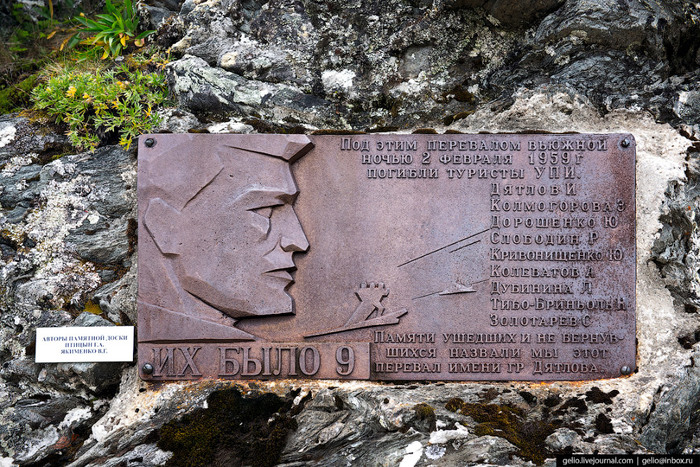 Под этим перевалом вьюжной
ночью 2 февраля 1959 г
погибли туристы УПИ.
Дятлов И
Колмогорова З
Дорошенко Ю
Слободин Р
Кривонищенко Ю
Колеватов А
Дубинина Л
Тибо-Бриньоль Н
Золотарев С
Памяти ушедших и не вернув-
шихся назвали мы этот
перевал имени гр Дятлова.
ИХ БЫЛО 9
АВТОРЫ ПАМЯТНОЙ ДОСКИ
ПТИЦЫН Г.А.
ЯКИМЕНКО В.Г.
gelio.livejournal.com | gelio@inbox.ru